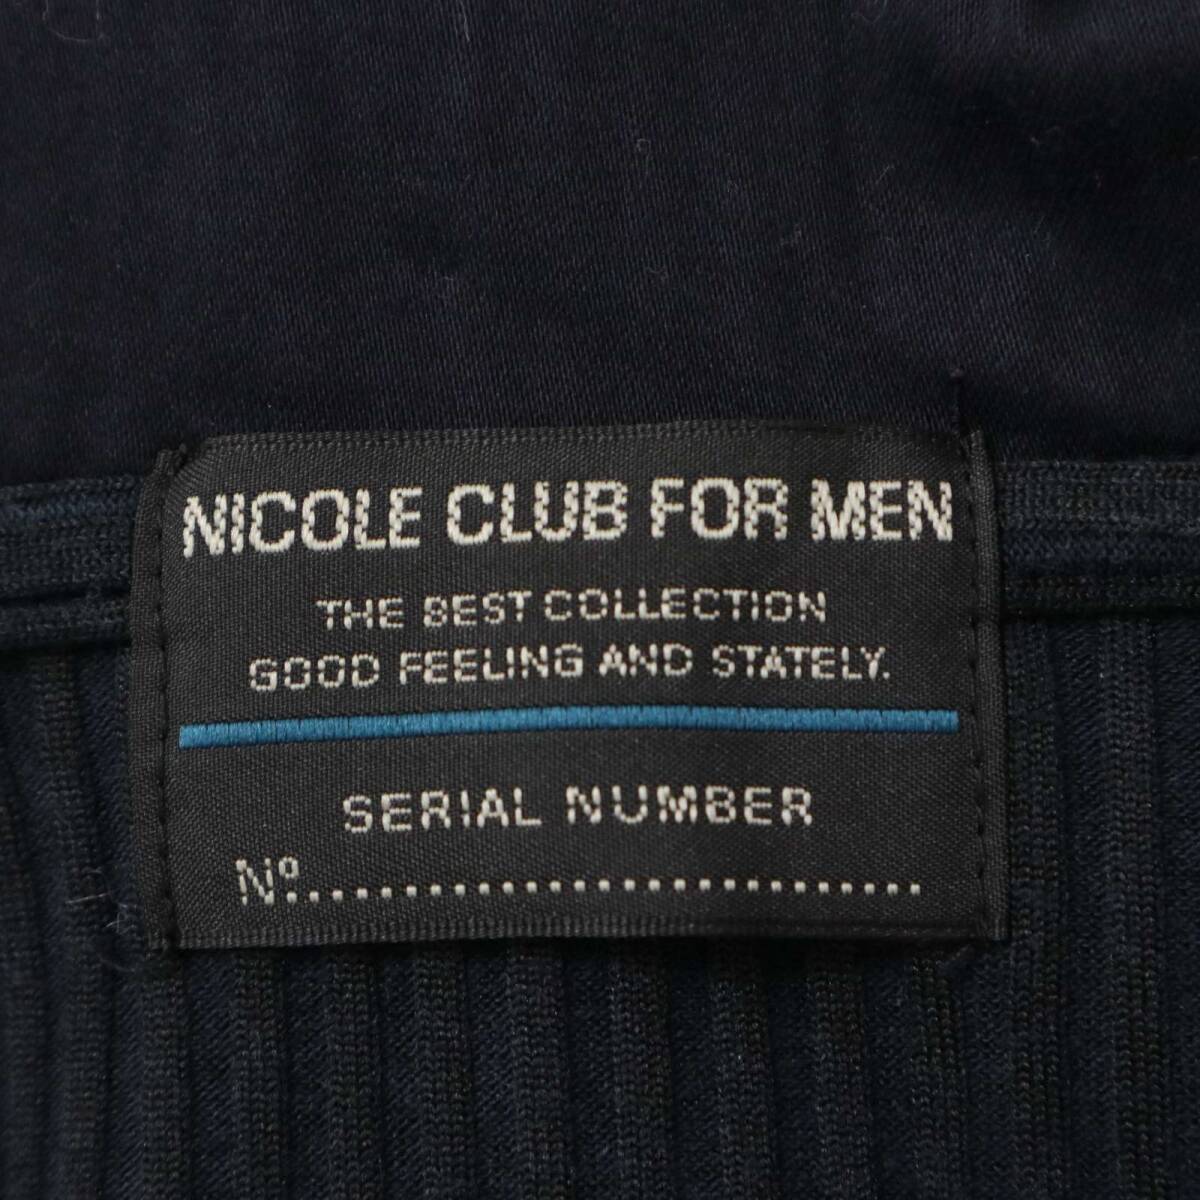 NICOLE CLUB FOR MEN
THE BEST COLLECTION
GOOD FEELING AND STATELY.
SERIAL NUMBER
Nº...............................